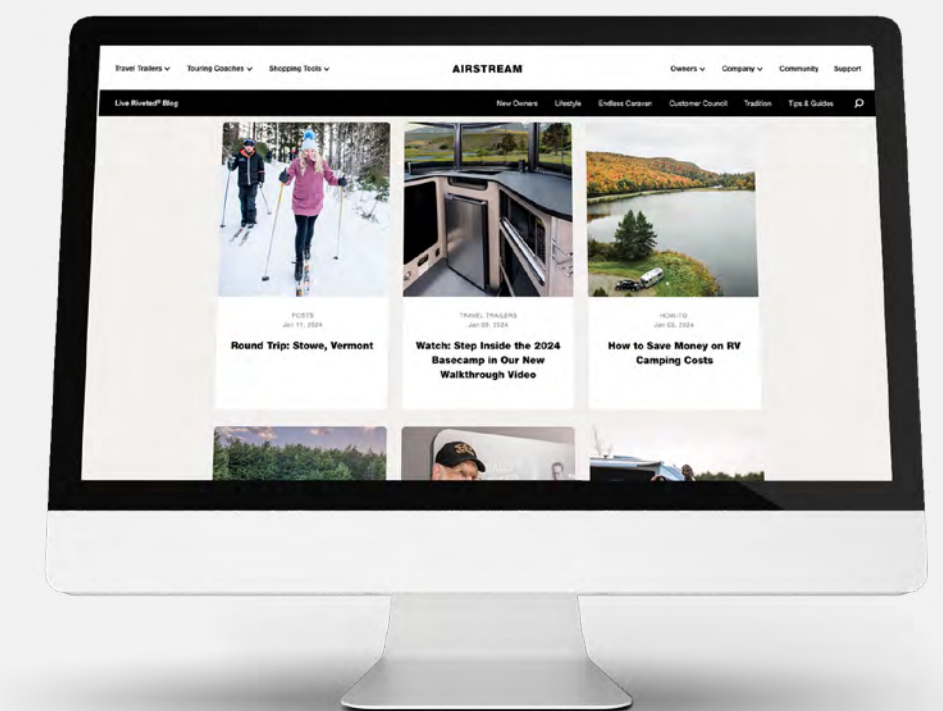 Travel Trailers Touring Coaches Shopping Tools AIRSTREAM Owners Company Community Support
Live Riveted® Blog New Owners Lifestyle Endless Caravan Customer Council Tradition Tips & Guides
POSTS
Jan 11, 2024
Round Trip: Stowe, Vermont
TRAVEL TRAILERS
Jan 09, 2024
Watch: Step Inside the 2024
Basecamp in Our New
Walkthrough Video
HOW-TO
Jan 03, 2024
How to Save Money on RV
Camping Costs